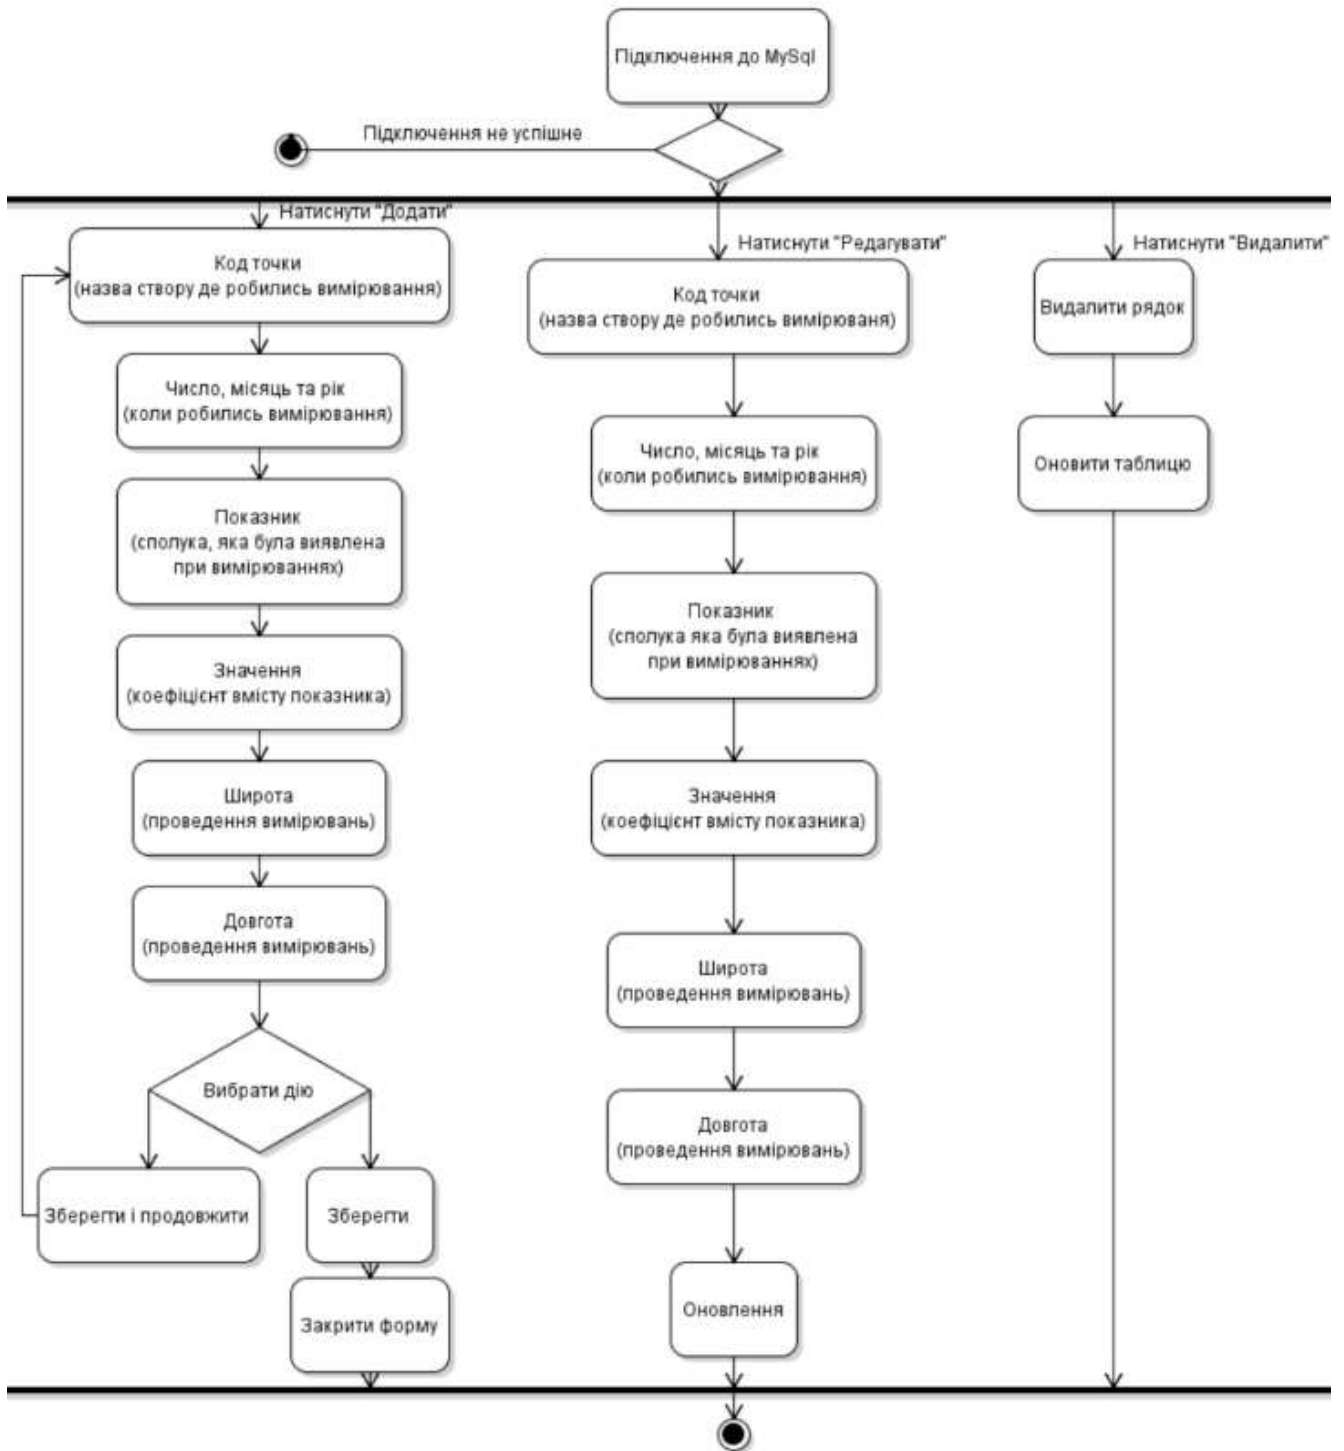 Підключення до MySql
Підключення не успішне
Натиснути "Додати"
Код точки
(назва створу де робились вимірювання)
Число, місяць та рік
(коли робились вимірювання)
Показник
(сполука, яка була виявлена
при вимірюваннях)
Значення
(коефіцієнт вмісту показника)
Широта
(проведення вимірювань)
Довгота
(проведення вимірювань)
Вибрати дію
Зберегти і продовжити
Зберегти
Закрити форму
Натиснути "Редагувати"
Код точки
(назва створу де робились вимірюваня)
Число, місяць та рік
(коли робились вимірювання)
Показник
(сполука яка була виявлена
при вимірюваннях)
Значення
(коефіцієнт вмісту показника)
Широта
(проведення вимірювань)
Довгота
(проведення вимірювань)
Оновлення
Натиснути "Видалити"
Видалити рядок
Оновити таблицю